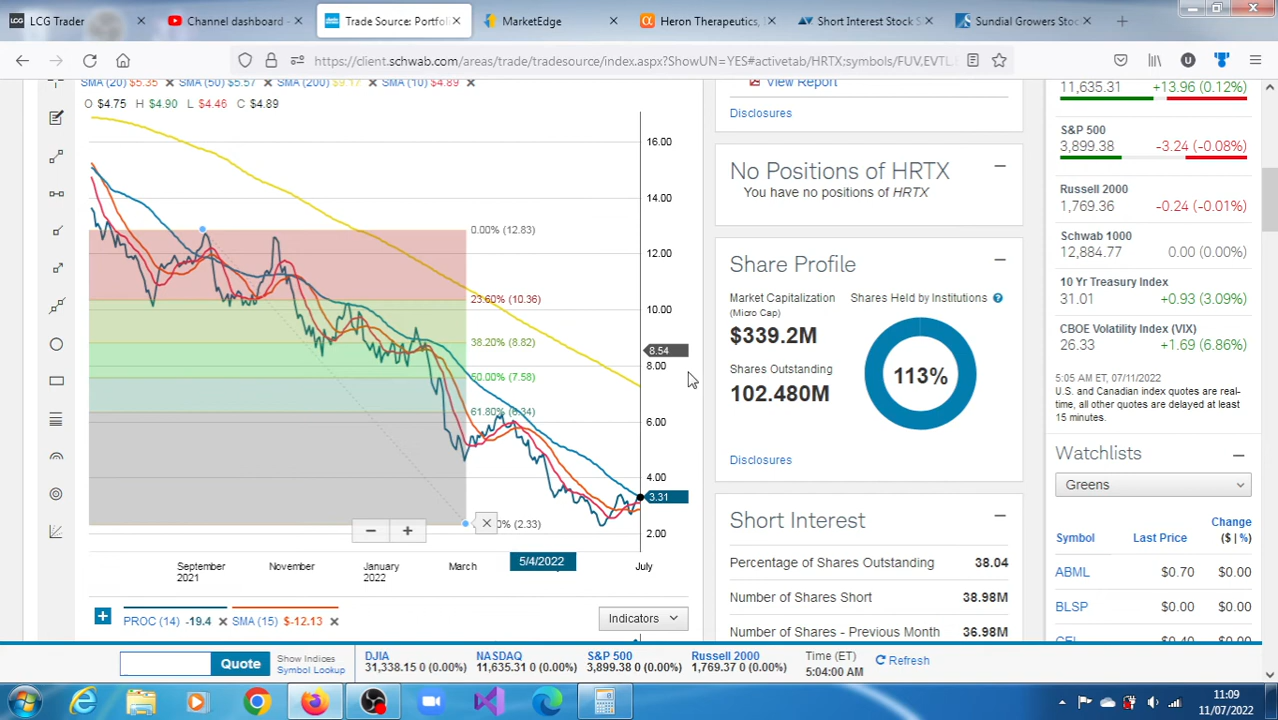 LCG Trader
Channel dashboard -
Trade Source: Portfoli
MarketEdge
Heron Therapeutics,
Short Interest Stock S
Sundial Growers Stoc
https://client.schwab.com/areas/trade/tradesource/index.aspx?ShowUN=YES#activetab/HRTX;symbols/FUV,EVTL,
SMA (20) $5.35 SMA (50) $5.57 SMA (200) $9.17 SMA (10) $4.89
O $4.75 H $4.90 L $4.46 C $4.89
16.00
14.00
12.00
10.00
8.54
8.00
6.00
4.00
3.31
2.00
0.00% (12.83)
23.60% (10.36)
38.20% (8.82)
50.00% (7.58)
61.80% (6.34)
0% (2.33)
5/4/2022
September
2021
November
January
2022
March
July
PROC (14) -19.4 SMA (15) $-12.13
Indicators
View Report
Disclosures
No Positions of HRTX
You have no positions of HRTX
Share Profile
Market Capitalization
(Micro Cap)
$339.2M
Shares Outstanding
102.480M
Shares Held by Institutions ?
113%
Disclosures
Short Interest
Percentage of Shares Outstanding 38.04
Number of Shares Short 38.98M
Number of Shares - Previous Month 36.98M
11,635.31 +13.96 (0.12%)
S&P 500
3,899.38 -3.24 (-0.08%)
Russell 2000
1,769.36 -0.24 (-0.01%)
Schwab 1000
12,884.77 0.00 (0.00%)
10 Yr Treasury Index
31.01 +0.93 (3.09%)
CBOE Volatility Index (VIX)
26.33 +1.69 (6.86%)
5:05 AM ET, 07/11/2022
U.S. and Canadian index quotes are real-
time, all other quotes are delayed at least
15 minutes.
Watchlists
Greens
Symbol Last Price Change
($ | %)
ABML $0.70 $0.00
BLSP $0.00 $0.00
Quote
Show Indices
Symbol Lookup
DJIA
31,338.15 0 (0.00%)
NASDAQ
11,635.31 0 (0.00%)
S&P 500
3,899.38 0 (0.00%)
Russell 2000
1,769.37 0 (0.00%)
Time (ET)
5:04:00 AM
Refresh
11:09
11/07/2022